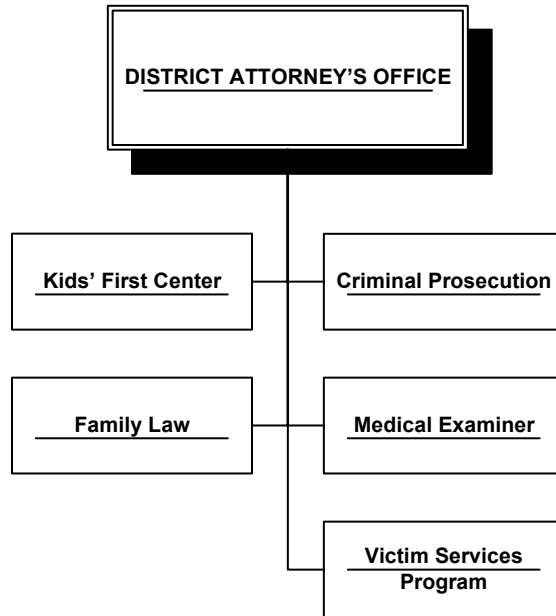 DISTRICT ATTORNEY’S OFFICE
Kids’ First Center
Criminal Prosecution
Family Law
Medical Examiner
Victim Services
Program